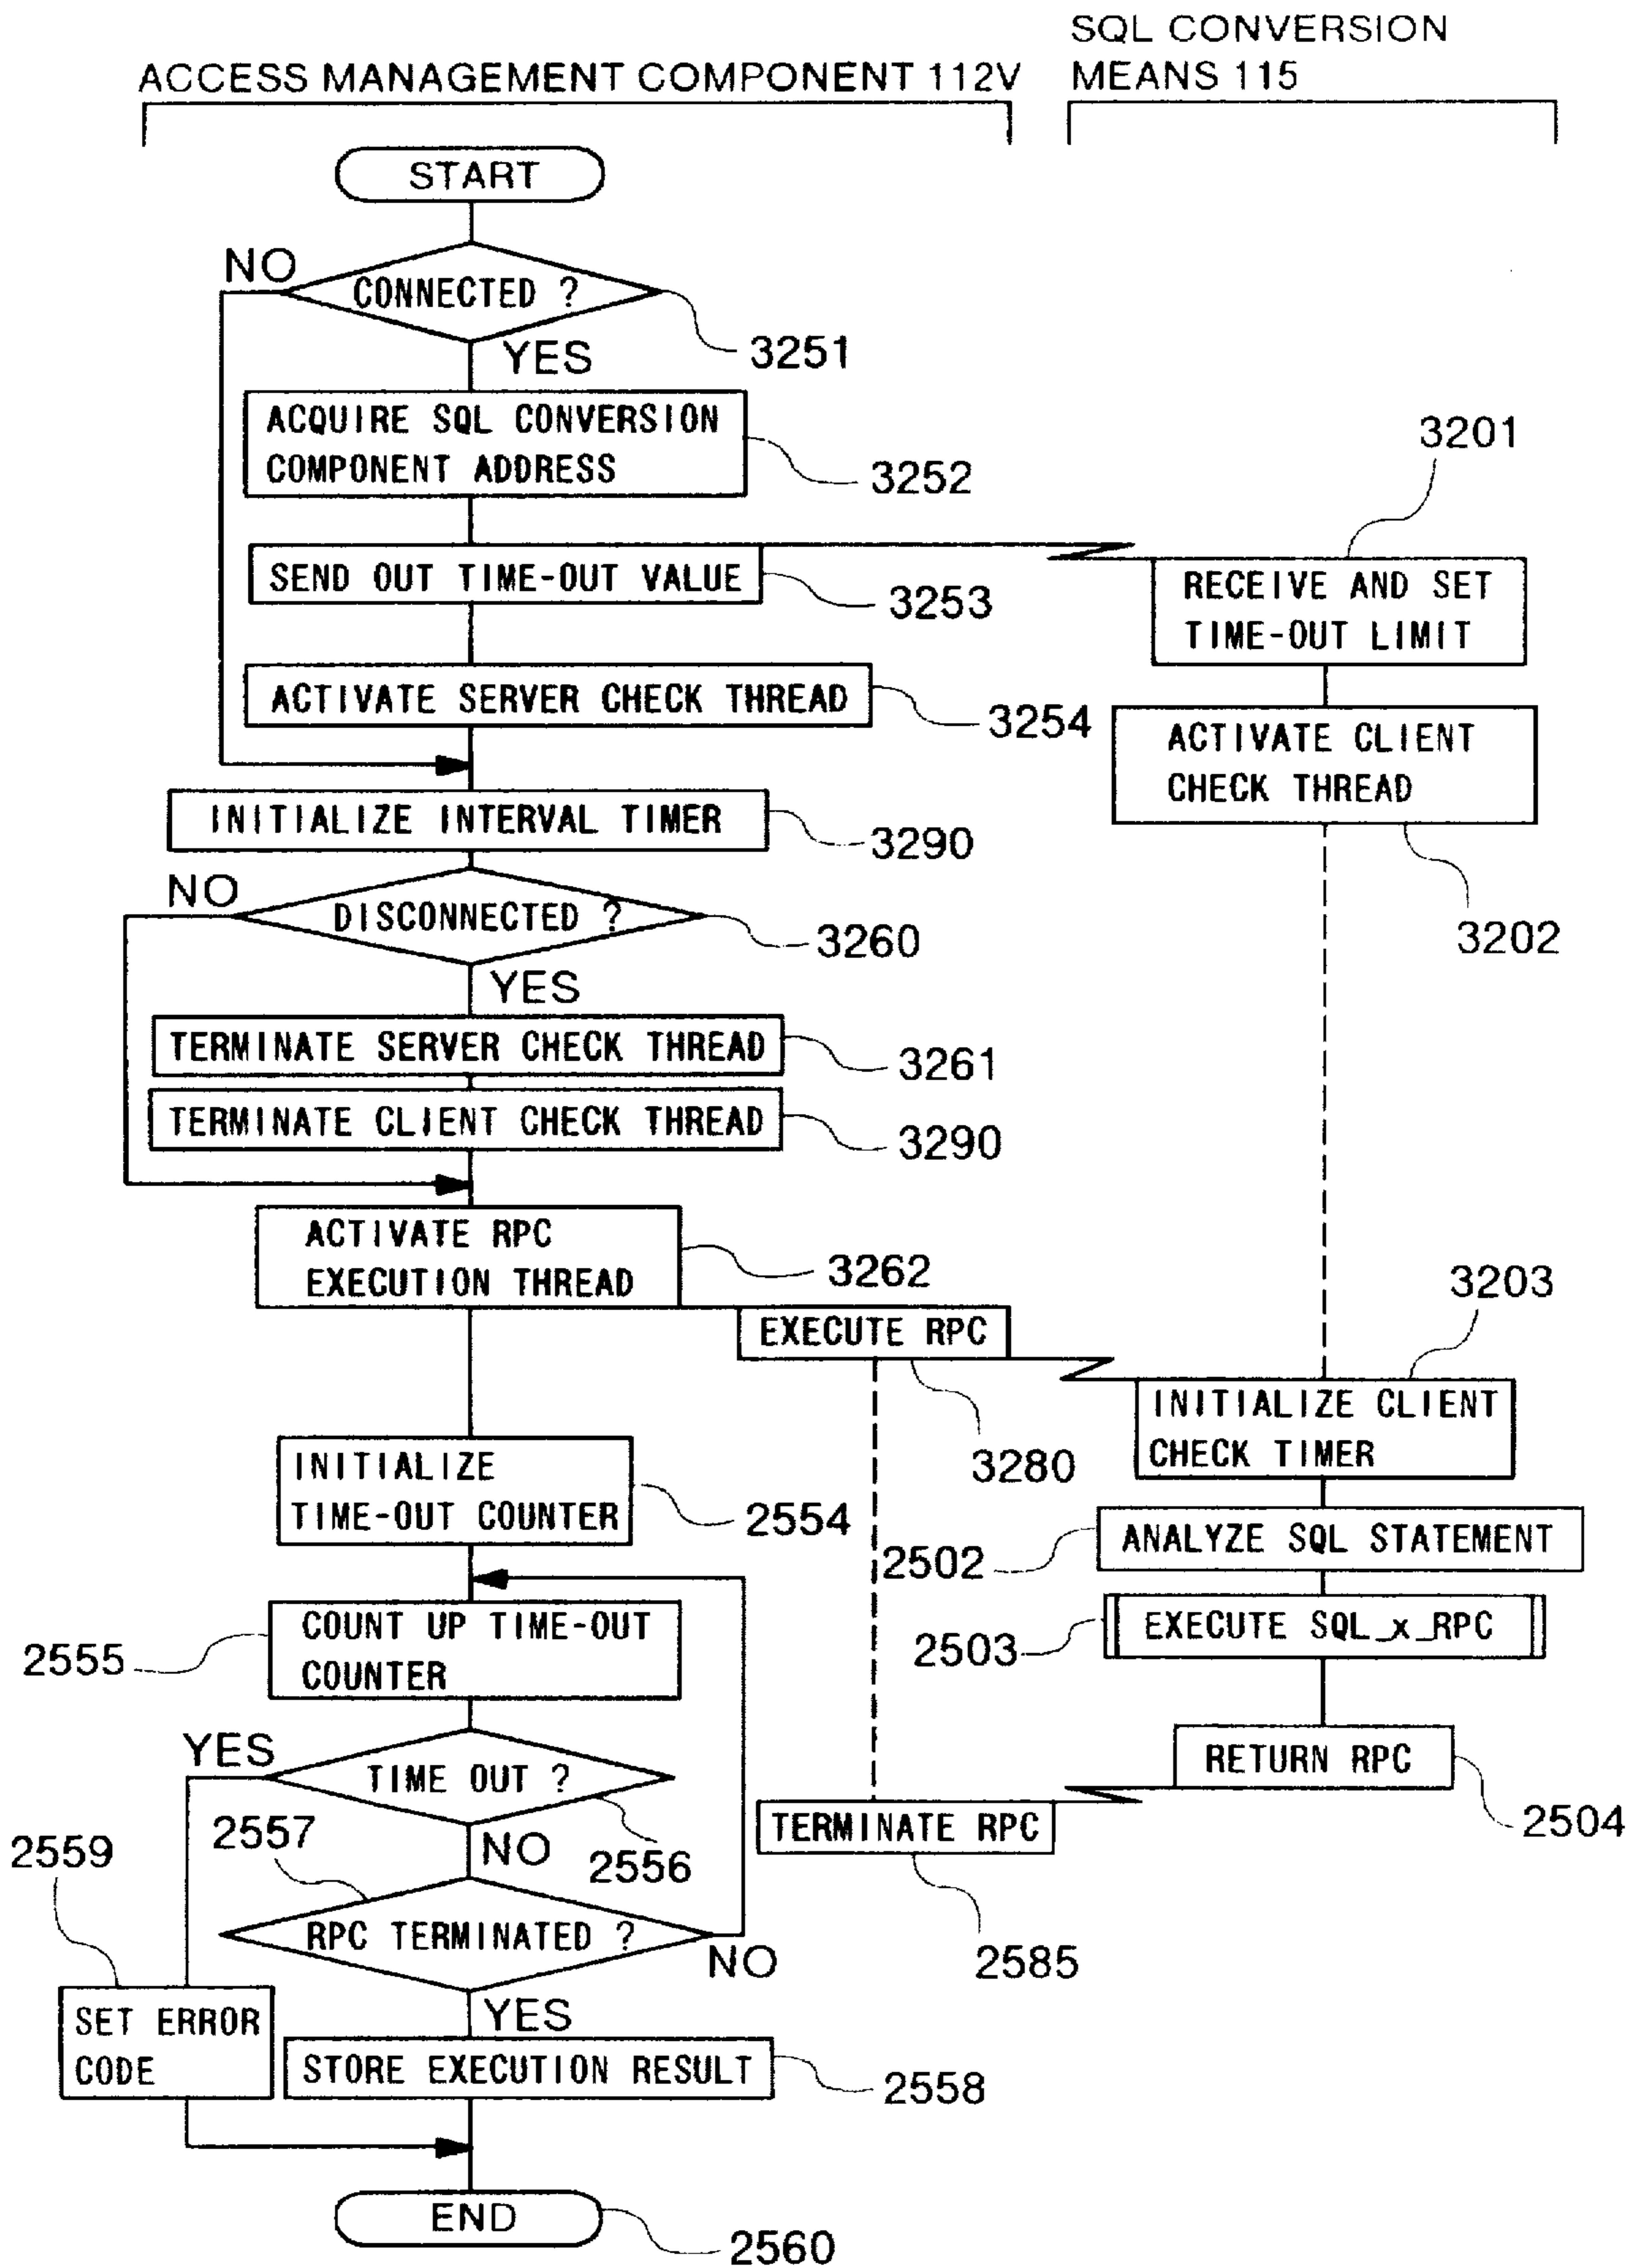 SQL CONVERSION
MEANS 115
ACCESS MANAGEMENT COMPONENT 112V
START
NO
CONNECTED ?
3251
YES
ACQUIRE SQL CONVERSION
COMPONENT ADDRESS
3252
SEND OUT TIME-OUT VALUE
3253
3201
RECEIVE AND SET
TIME-OUT LIMIT
ACTIVATE SERVER CHECK THREAD
3254
ACTIVATE CLIENT
CHECK THREAD
3202
INITIALIZE INTERVAL TIMER
3290
NO
DISCONNECTED ?
3260
YES
TERMINATE SERVER CHECK THREAD
3261
TERMINATE CLIENT CHECK THREAD
3290
ACTIVATE RPC
EXECUTION THREAD
3262
EXECUTE RPC
3280
3203
INITIALIZE CLIENT
CHECK TIMER
INITIALIZE
TIME-OUT COUNTER
2554
2502
ANALYZE SQL STATEMENT
2503
EXECUTE SQL_x_RPC
COUNT UP TIME-OUT
COUNTER
2555
YES
TIME OUT ?
2556
NO
RETURN RPC
2504
TERMINATE RPC
2585
2557
RPC TERMINATED ?
NO
YES
2559
SET ERROR
CODE
STORE EXECUTION RESULT
2558
END
2560